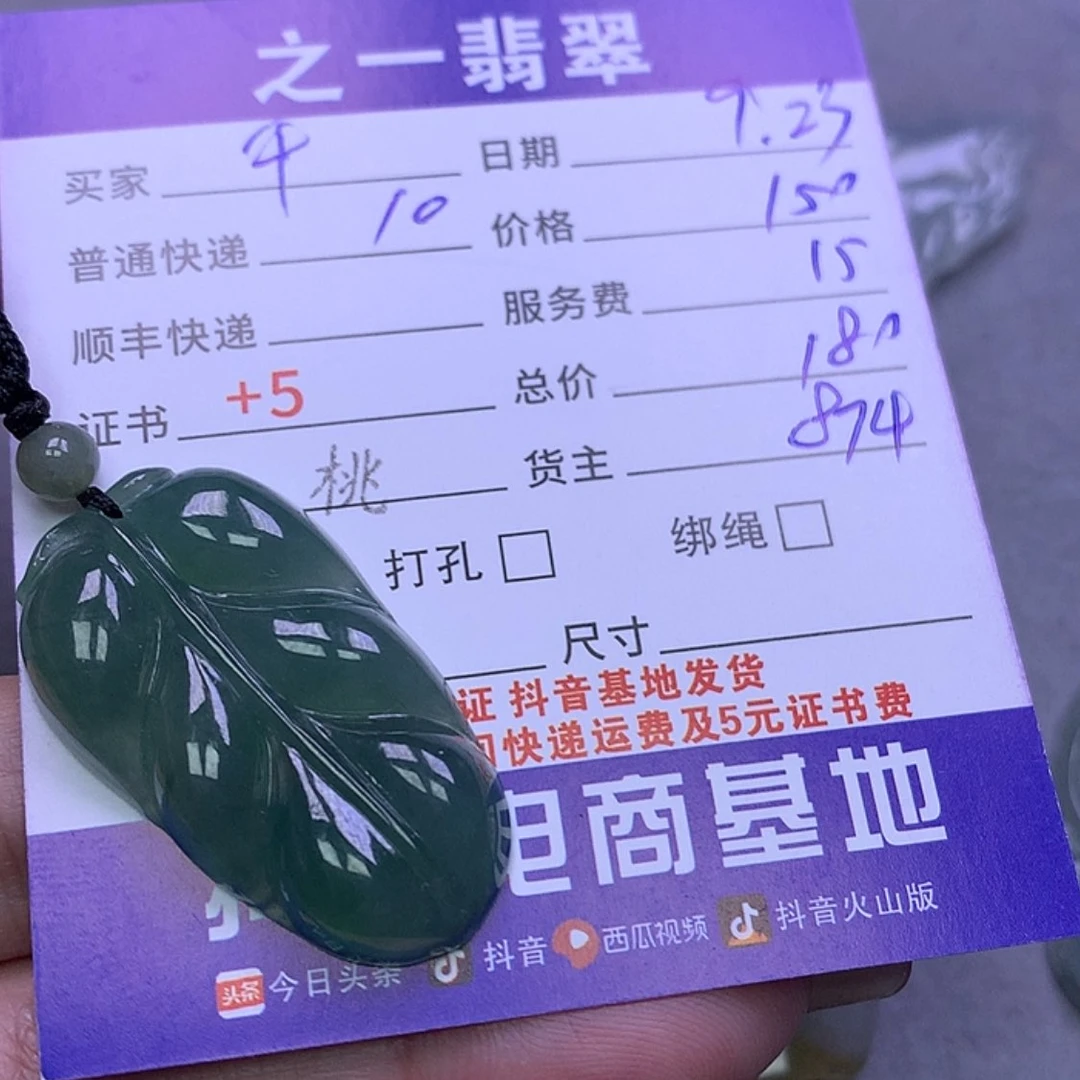 之一翡翠
买家 牛 日期 9.23
普通快递 10 价格 150
顺丰快递 服务费 15
证书 +5 总价 180
桃 货主 874
打孔 绑绳
尺寸
证 抖音基地发货
快递运费及5元证书费
电商基地
头条 今日头条 抖音 西瓜视频 抖音火山版